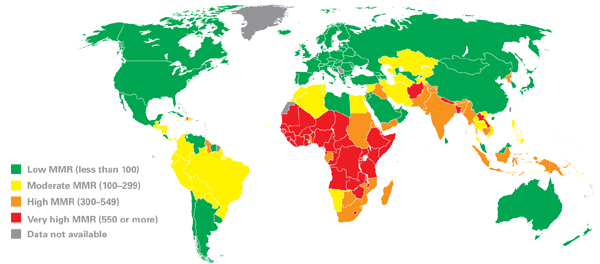 Low MMR (less than 100)
Moderate MMR (100–299)
High MMR (300–549)
Very high MMR (550 or more)
Data not available